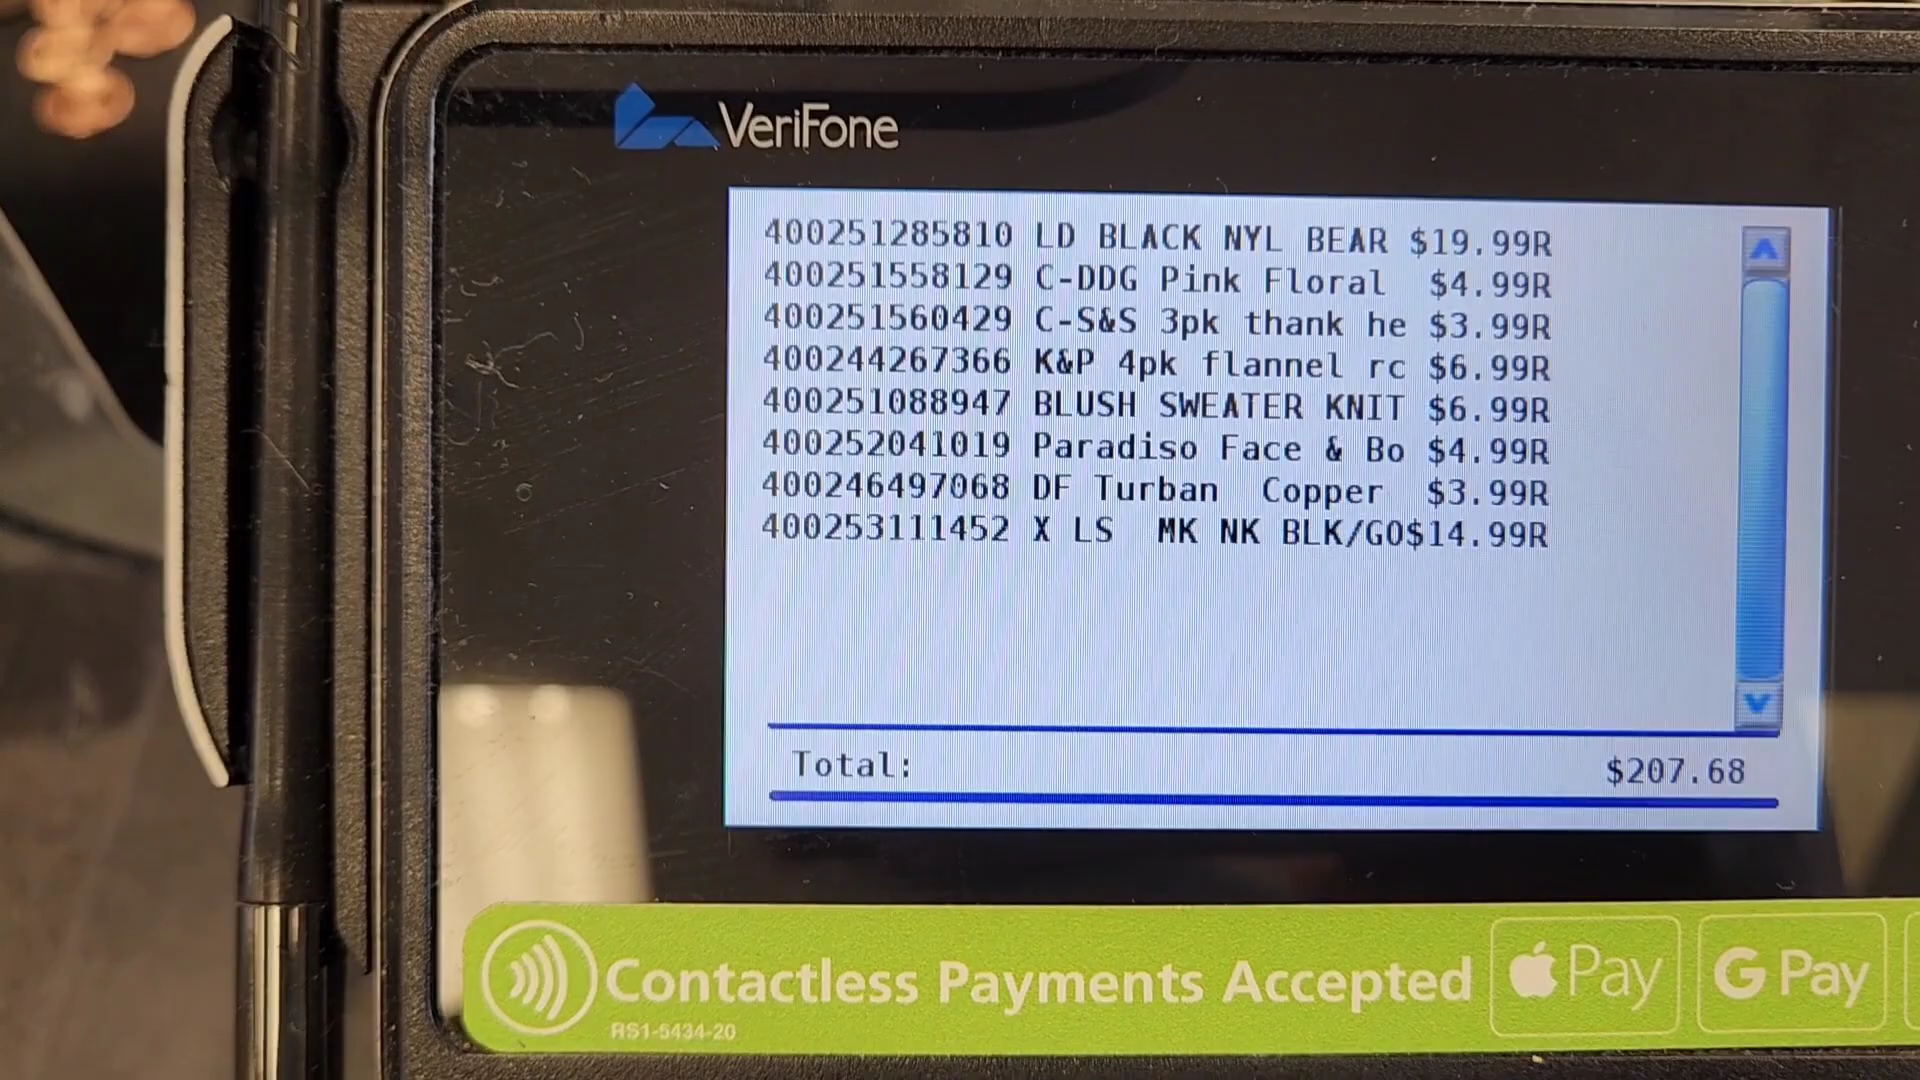 VeriFone
400251285810 LD BLACK NYL BEAR $19.99R
400251558129 C-DDG Pink Floral $4.99R
400251560429 C-S&S 3pk thank he $3.99R
400244267366 K&P 4pk flannel rc $6.99R
400251088947 BLUSH SWEATER KNIT $6.99R
400252041019 Paradiso Face & Bo $4.99R
400246497068 DF Turban Copper $3.99R
400253111452 X LS MK NK BLK/GO$14.99R
Total: $207.68
Contactless Payments Accepted Pay G Pay
RS1-5434-20